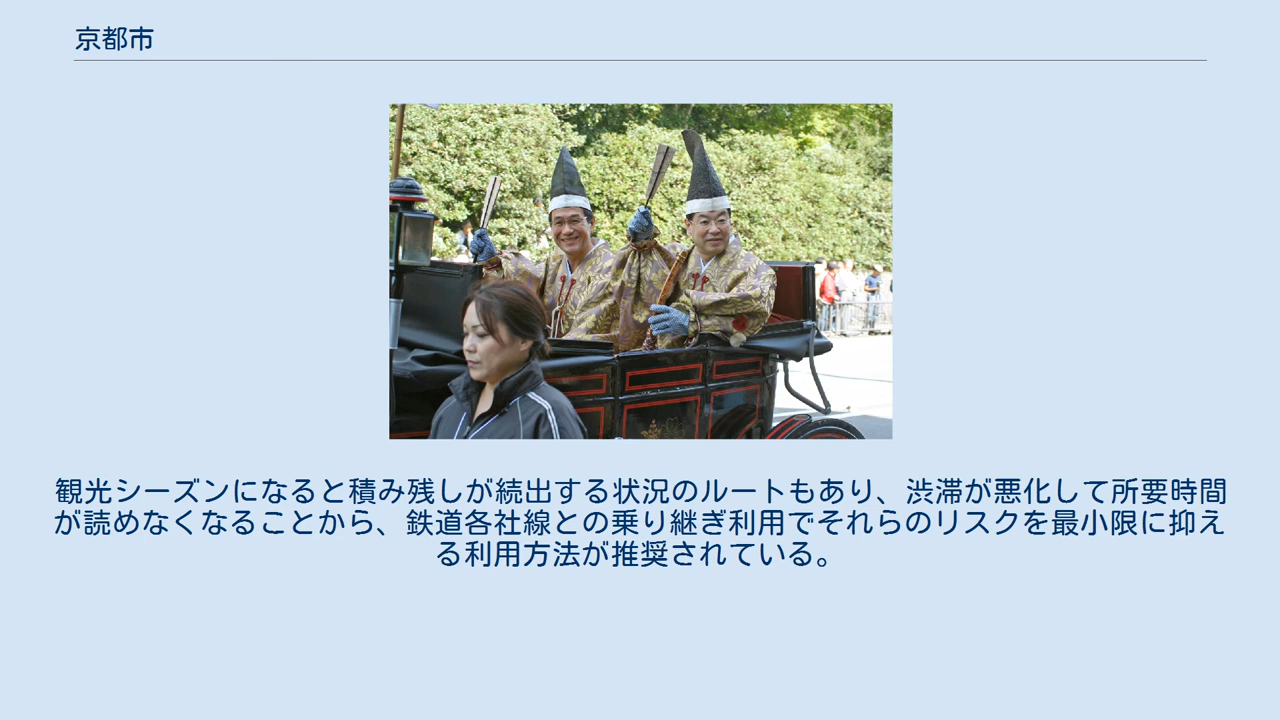 京都市
観光シーズンになると積み残しが続出する状況のルートもあり、渋滞が悪化して所要時間
が読めなくなることから、鉄道各社線との乗り継ぎ利用でそれらのリスクを最小限に抑え
る利用方法が推奨されている。